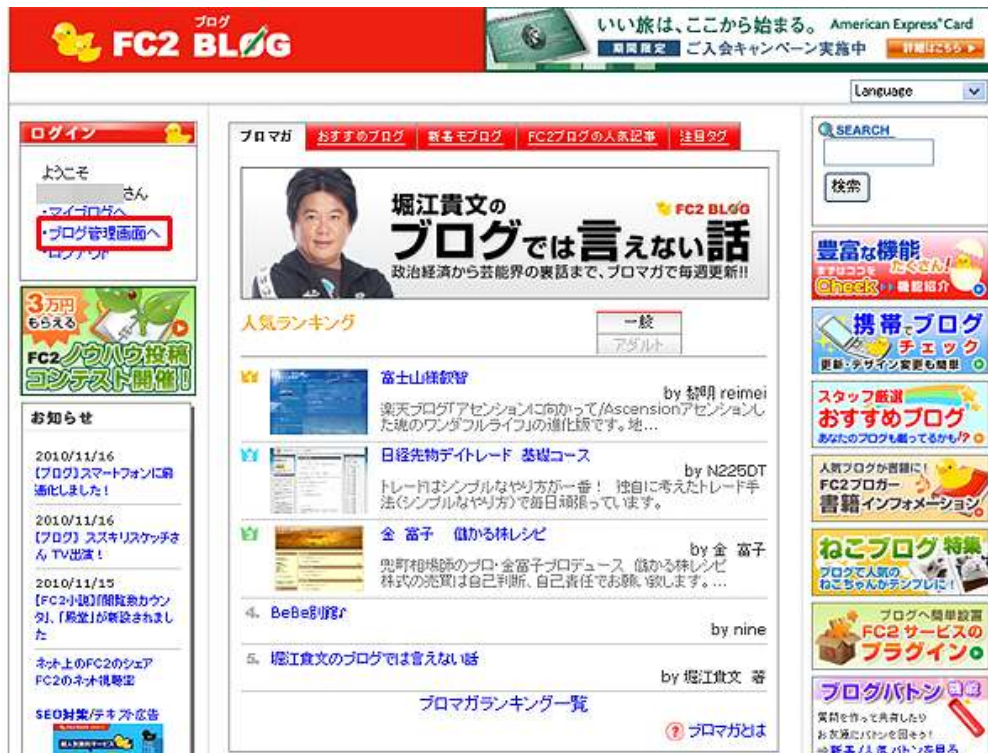 ブログ
FC2 BLOG
いい旅は、ここから始まる。 American Express Card
期間限定 ご入会キャンペーン実施中 詳細はこちら
Language
ログイン
ようこそ
さん
・マイブログへ
・ブログ管理画面へ
・ログアウト
3万円
もらえる
FC2ノウハウ投稿
コンテスト開催!
お知らせ
2010/11/16
【ブログ】スマートフォンに最
適化しました!
2010/11/16
【ブログ】 スズキリスケッチさ
ん TV出演!
2010/11/15
【FC2小説】「閲覧数カウン
タ」、「殿堂」が新設されまし
た
ネット上のFC2のシェア
FC2のネット視聴率
SEO対策/テキスト広告
ブロマガ
おすすめブログ
新着モブログ
FC2ブログの人気記事
注目タグ
堀江貴文の
FC2 BLOG
ブログでは言えない話
政治経済から芸能界の裏話まで、ブロマガで毎週更新!!
人気ランキング
一般
アダルト
富士山様叡智
by 黎明 reimei
楽天ブログ「アセンションに向かって/Ascensionアセンションし
た魂のワンダフルライフ」の進化版です。地...
日経先物デイトレード 基礎コース
by N225DT
トレードはシンプルなやり方が一番! 独自に考えたトレード手
法(シンプルなやり方)で毎日頑張っています。
金 富子 儲かる株レシピ
by 金 富子
兜町相場師のプロ・金富子プロデュース 儲かる株レシピ
株式の売買は自己判断、自己責任でお願い致します。...
4. BeBe別館♪
by nine
5. 堀江貴文のブログでは言えない話
by 堀江貴文 著
ブロマガランキング一覧
? ブロマガとは
SEARCH
検索
豊富な機能
たくさん!
まずはココを
Check 機能紹介
携帯でブログ
チェック
更新・デザイン変更も簡単
スタッフ厳選
おすすめブログ
あなたのブログも載ってるかも!?
人気ブログが書籍に!
FC2ブロガー
書籍インフォメーション
ねこブログ 特集
ブログで人気の
ねこちゃんがテンプレに!
ブログへ簡単設置
FC2 サービスの
プラグイン
ブログバトン 機能
質問を作って共有したり
お友達にバトンを回そう!
新着/人気 バトンを見る